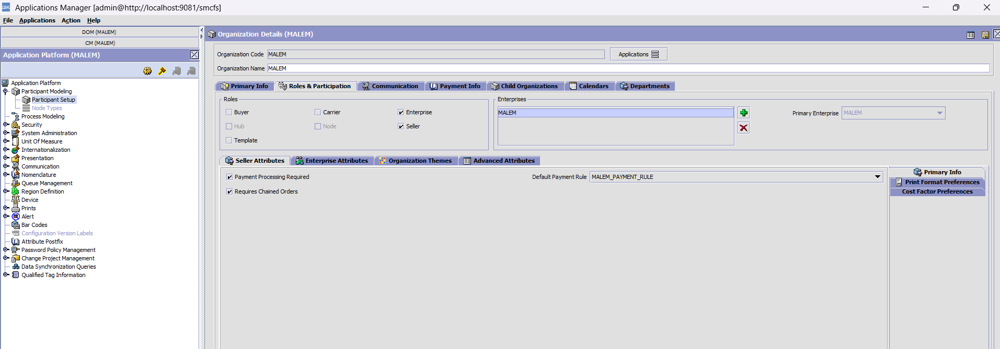 Applications Manager [admin@http://localhost:9081/smcfs]
File Applications Action Help
DOM (MALEM)
CM (MALEM)
Application Platform (MALEM)
Application Platform
Participant Modeling
Participant Setup
Node Types
Process Modeling
Security
System Administration
Unit Of Measure
Internationalization
Presentation
Communication
Nomenclature
Queue Management
Region Definition
Device
Prints
Alert
Bar Codes
Configuration Version Labels
Attribute Postfix
Password Policy Management
Change Project Management
Data Synchronization Queries
Qualified Tag Information
Organization Details (MALEM)
Organization Code MALEM Applications
Organization Name MALEM
Primary Info Roles & Participation Communication Payment Info Child Organizations Calendars Departments
Roles
Buyer Carrier Enterprise
Hub Node Seller
Template
Enterprises
MALEM
Primary Enterprise MALEM
Seller Attributes Enterprise Attributes Organization Themes Advanced Attributes
Payment Processing Required Default Payment Rule MALEM_PAYMENT_RULE
Requires Chained Orders
Primary Info
Print Format Preferences
Cost Factor Preferences